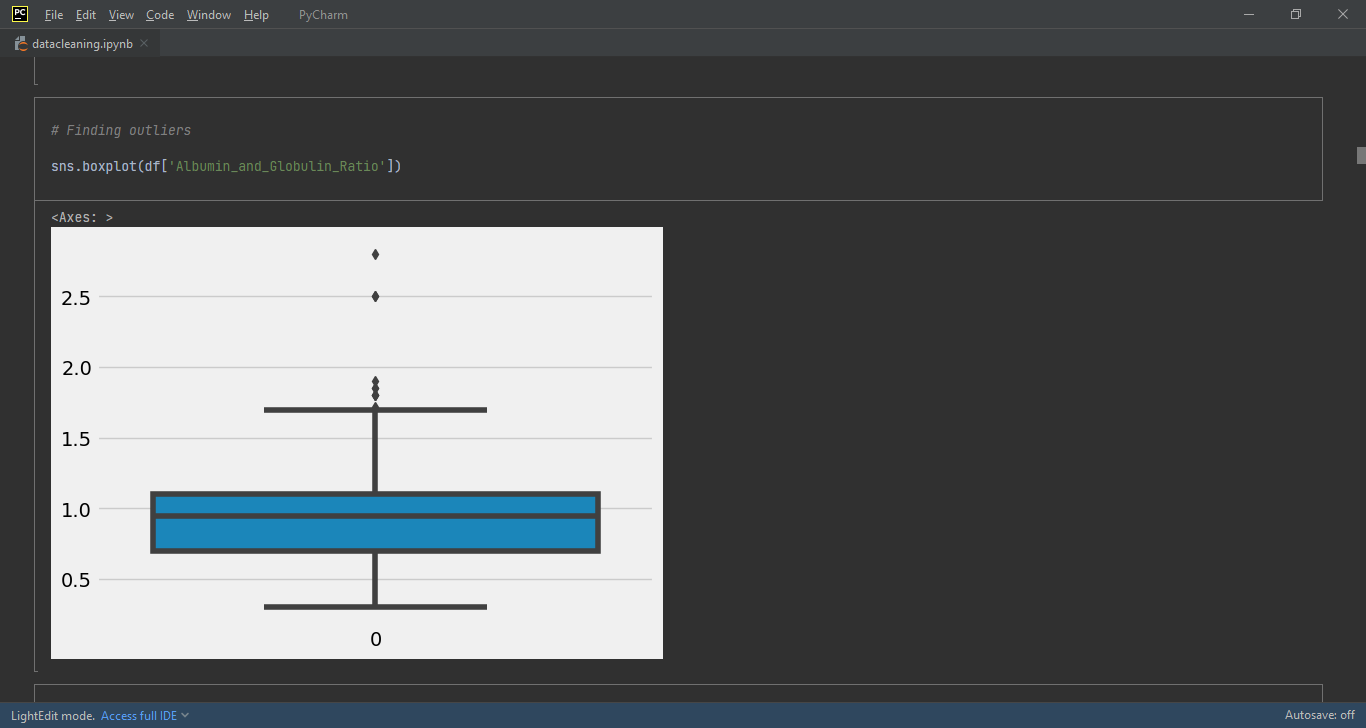 PC File Edit View Code Window Help PyCharm
datacleaning.ipynb
# Finding outliers
sns.boxplot(df['Albumin_and_Globulin_Ratio'])
<Axes: >
2.5
2.0
1.5
1.0
0.5
0
LightEdit mode. Access full IDE Autosave: off